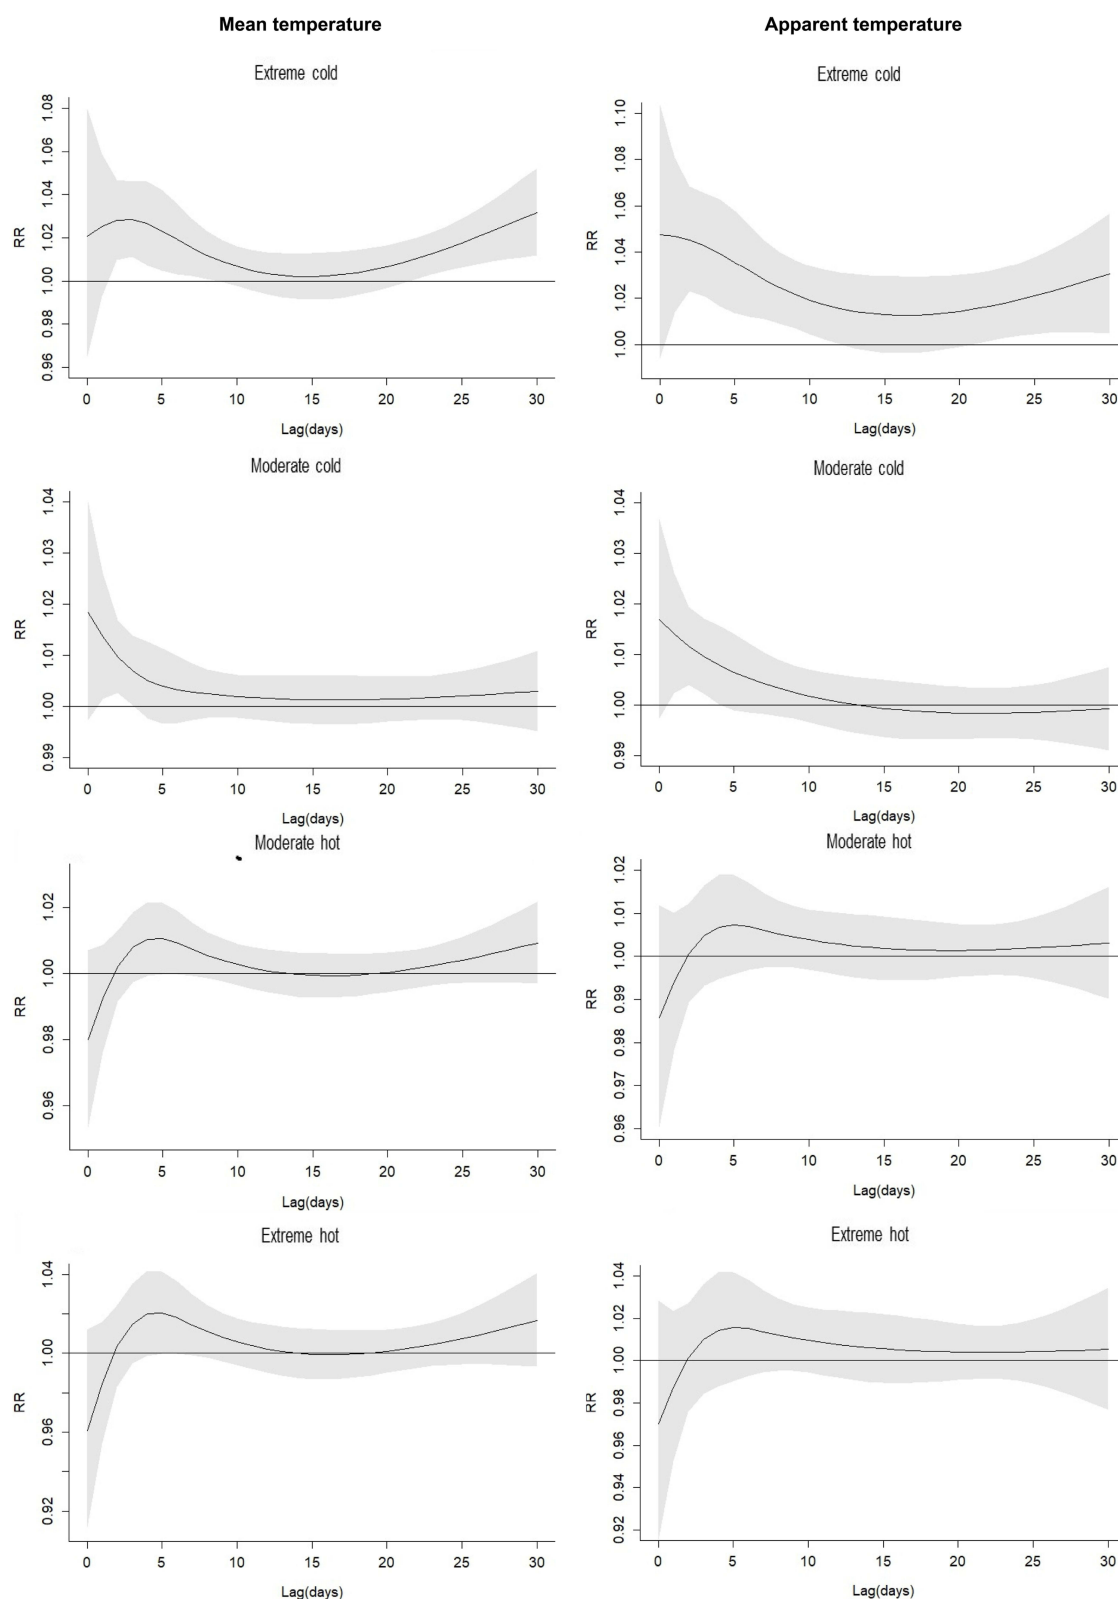 Mean temperature
Apparent temperature
Extreme cold
RR
1.08
1.06
1.04
1.02
1.00
0.98
0.96
0 5 10 15 20 25 30
Lag(days)
Extreme cold
RR
1.10
1.08
1.06
1.04
1.02
1.00
0 5 10 15 20 25 30
Lag(days)
Moderate cold
RR
1.04
1.03
1.02
1.01
1.00
0.99
0 5 10 15 20 25 30
Lag(days)
Moderate cold
RR
1.04
1.03
1.02
1.01
1.00
0.99
0 5 10 15 20 25 30
Lag(days)
Moderate hot
RR
1.02
1.00
0.98
0.96
0 5 10 15 20 25 30
Lag(days)
Moderate hot
RR
1.02
1.01
1.00
0.99
0.98
0.97
0.96
0 5 10 15 20 25 30
Lag(days)
Extreme hot
RR
1.04
1.00
0.96
0.92
0 5 10 15 20 25 30
Lag(days)
Extreme hot
RR
1.04
1.02
1.00
0.98
0.96
0.94
0.92
0 5 10 15 20 25 30
Lag(days)